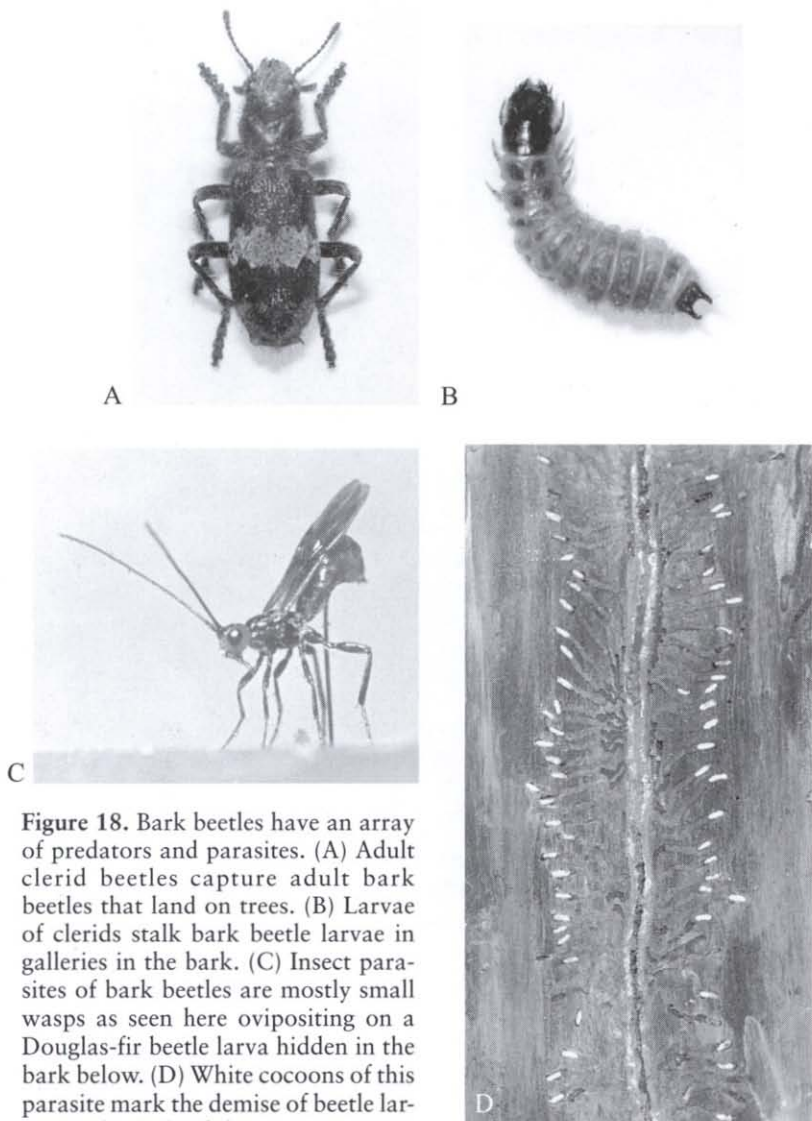 A
B
C
D
Figure 18. Bark beetles have an array
of predators and parasites. (A) Adult
clerid beetles capture adult bark
beetles that land on trees. (B) Larvae
of clerids stalk bark beetle larvae in
galleries in the bark. (C) Insect para-
sites of bark beetles are mostly small
wasps as seen here ovipositing on a
Douglas-fir beetle larva hidden in the
bark below. (D) White cocoons of this
parasite mark the demise of beetle lar-